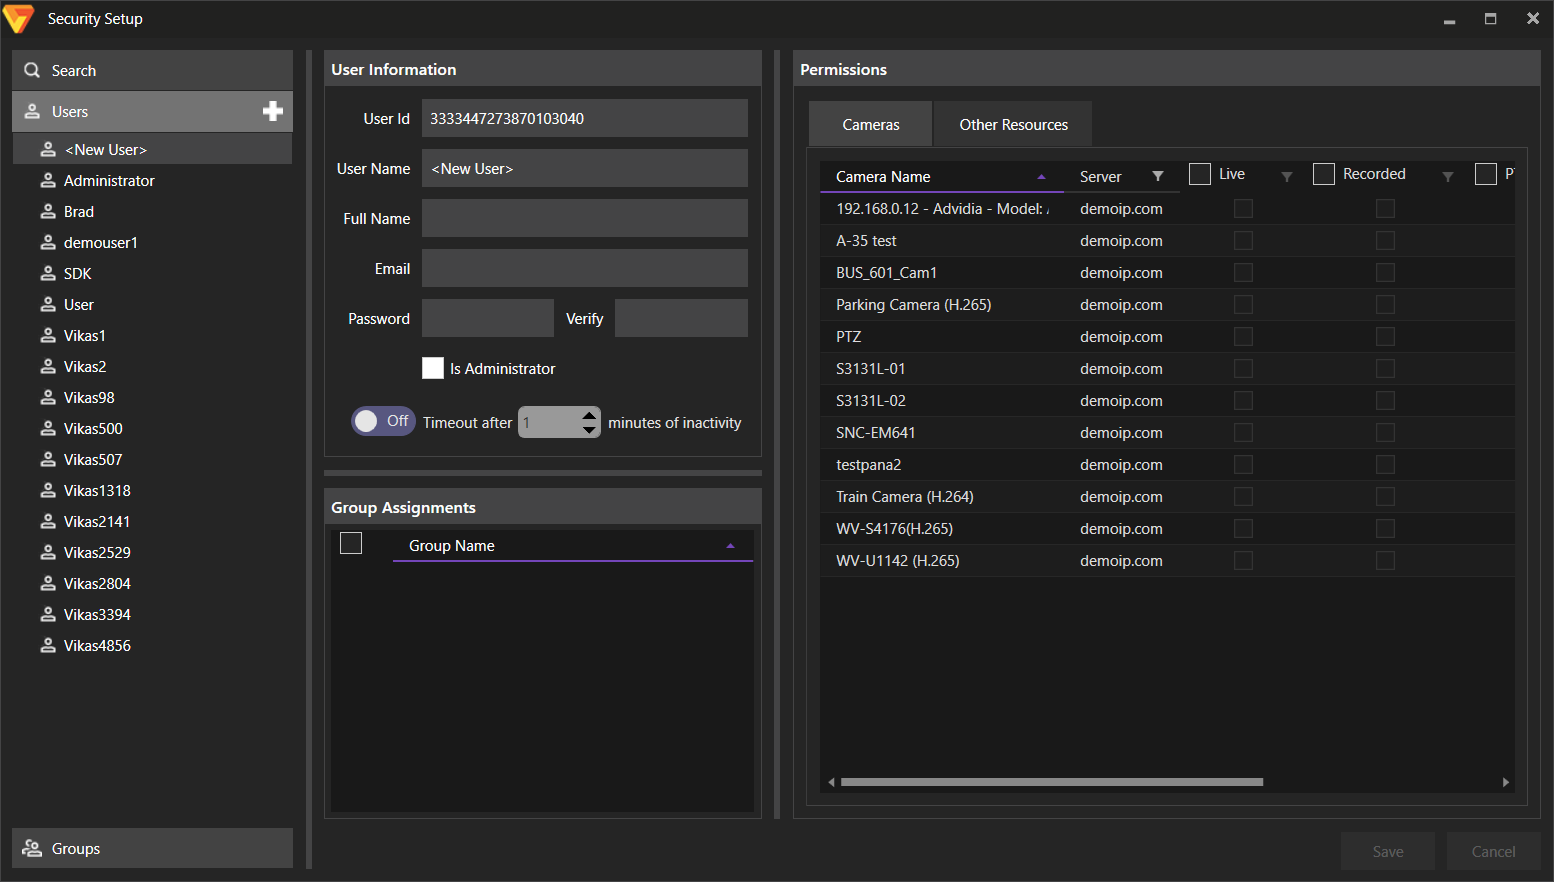 Security Setup
Search
Users
<New User>
Administrator
Brad
demouser1
SDK
User
Vikas1
Vikas2
Vikas98
Vikas500
Vikas507
Vikas1318
Vikas2141
Vikas2529
Vikas2804
Vikas3394
Vikas4856
Groups
User Information
User Id 3333447273870103040
User Name <New User>
Full Name
Email
Password Verify
Is Administrator
Off Timeout after 1 minutes of inactivity
Group Assignments
Group Name
Permissions
Cameras Other Resources
Camera Name Server Live Recorded
192.168.0.12 - Advidia - Model: demoip.com
A-35 test demoip.com
BUS_601_Cam1 demoip.com
Parking Camera (H.265) demoip.com
PTZ demoip.com
S3131L-01 demoip.com
S3131L-02 demoip.com
SNC-EM641 demoip.com
testpana2 demoip.com
Train Camera (H.264) demoip.com
WV-S4176(H.265) demoip.com
WV-U1142 (H.265) demoip.com
Save Cancel